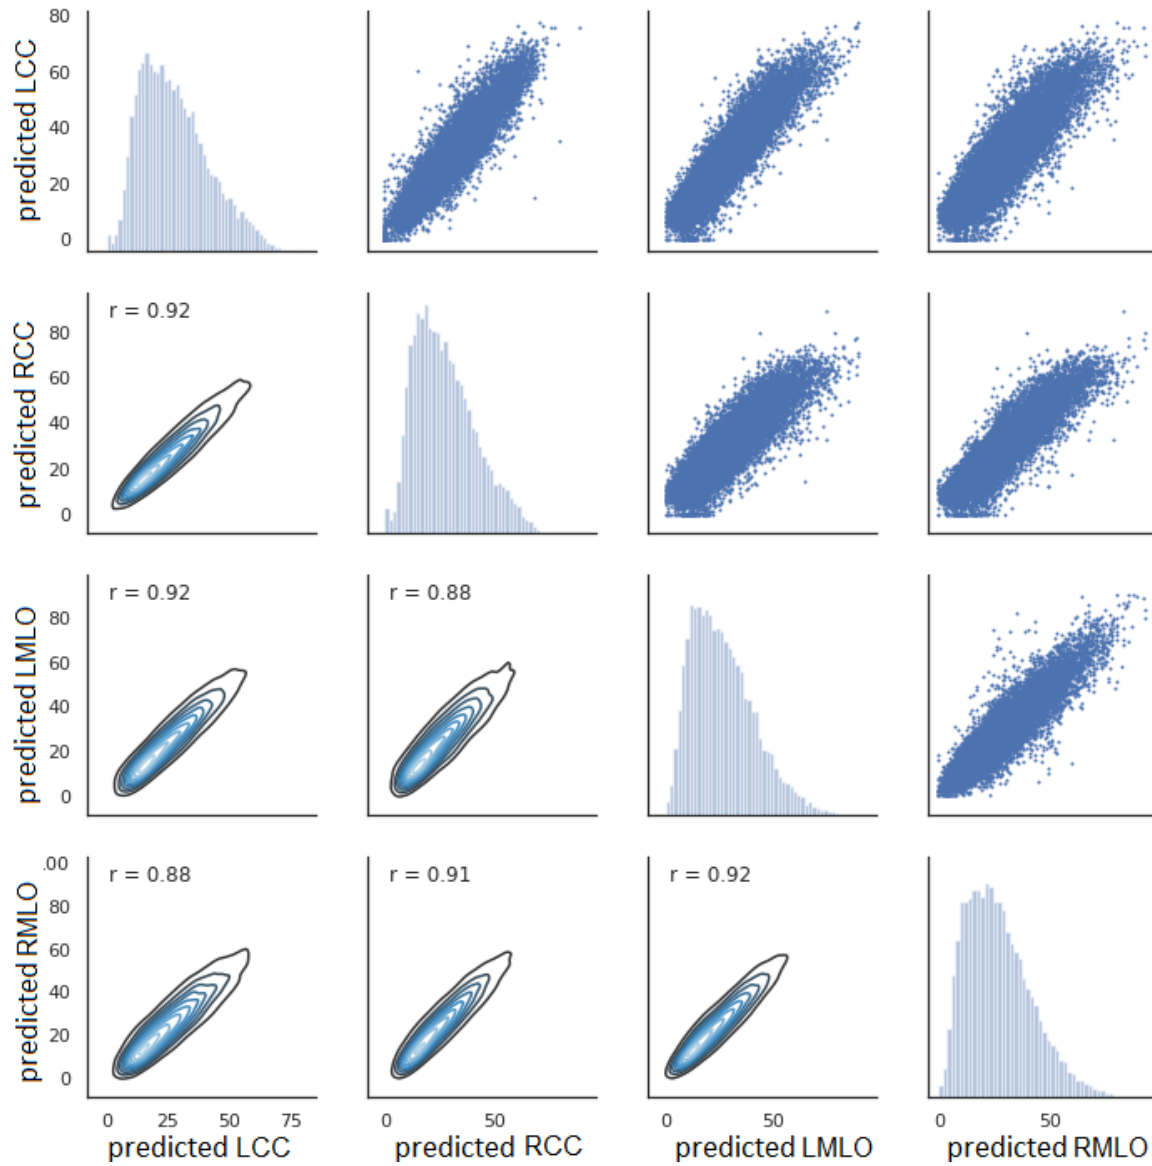 80
60
40
20
0
predicted LCC
r = 0.92
80
60
40
20
0
predicted RCC
r = 0.92
r = 0.88
80
60
40
20
0
predicted LMLO
r = 0.88
r = 0.91
r = 0.92
.00
80
60
40
20
0
predicted RMLO
0 25 50 75
0 50
0 50
0 50
predicted LCC
predicted RCC
predicted LMLO
predicted RMLO